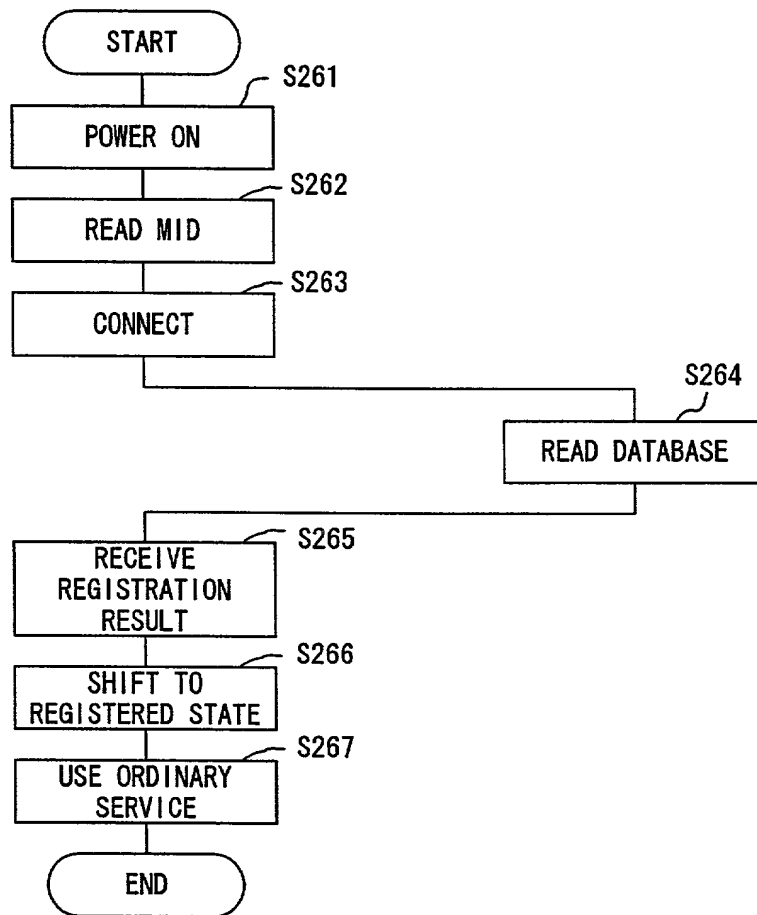 START
S261
POWER ON
S262
READ MID
S263
CONNECT
S264
READ DATABASE
S265
RECEIVE
REGISTRATION
RESULT
S266
SHIFT TO
REGISTERED STATE
S267
USE ORDINARY
SERVICE
END